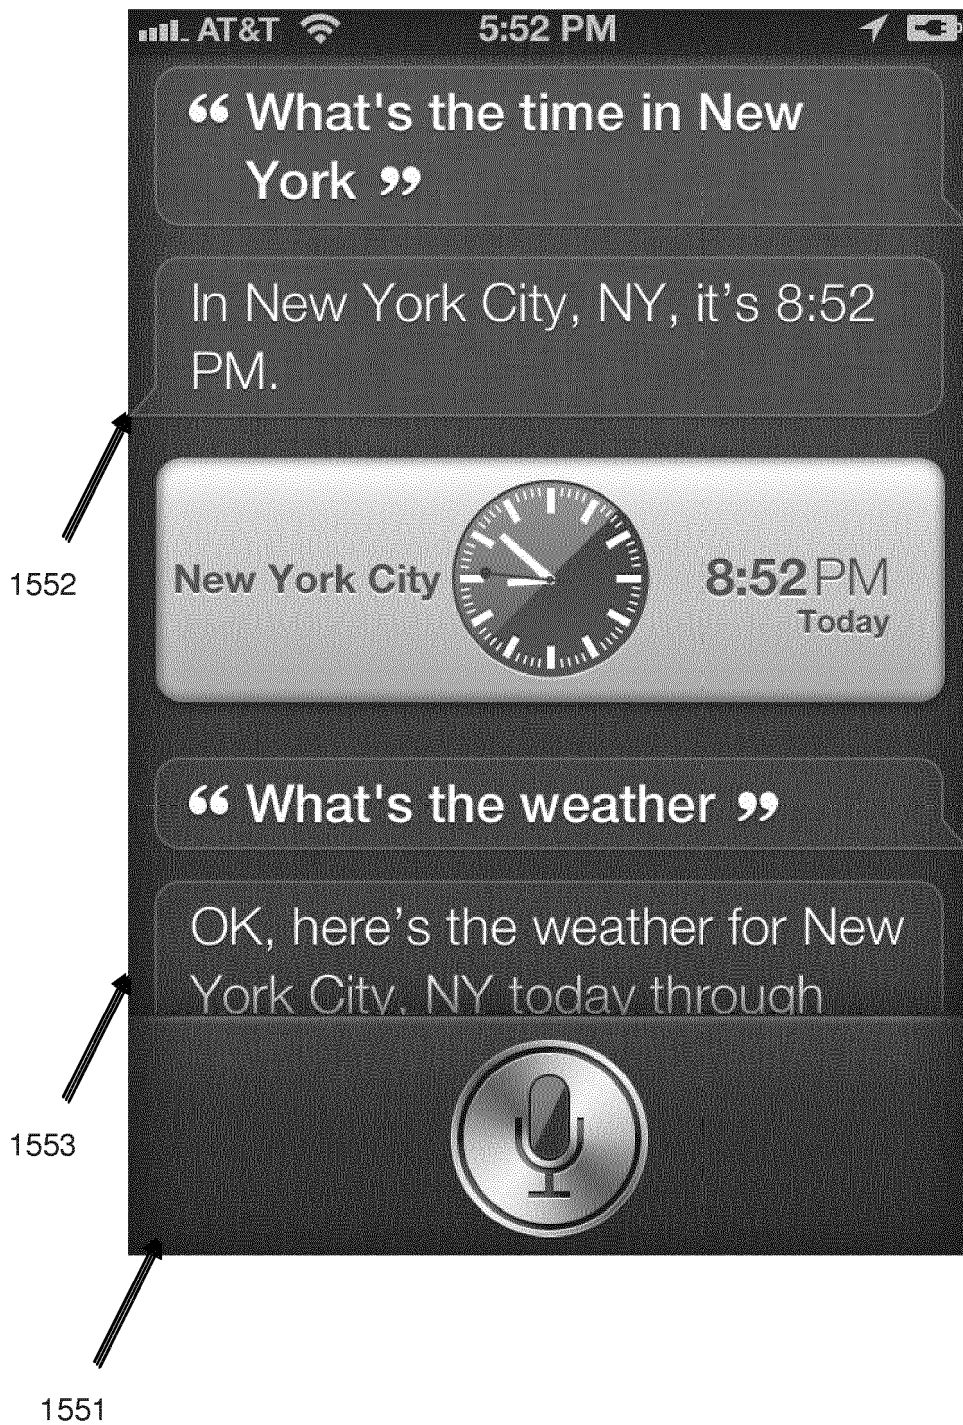 AT&T 5:52 PM
“ What's the time in New
York ”
In New York City, NY, it’s 8:52
PM.
1552
New York City 8:52 PM
Today
“ What's the weather ”
OK, here’s the weather for New
York City, NY today through
1553
1551